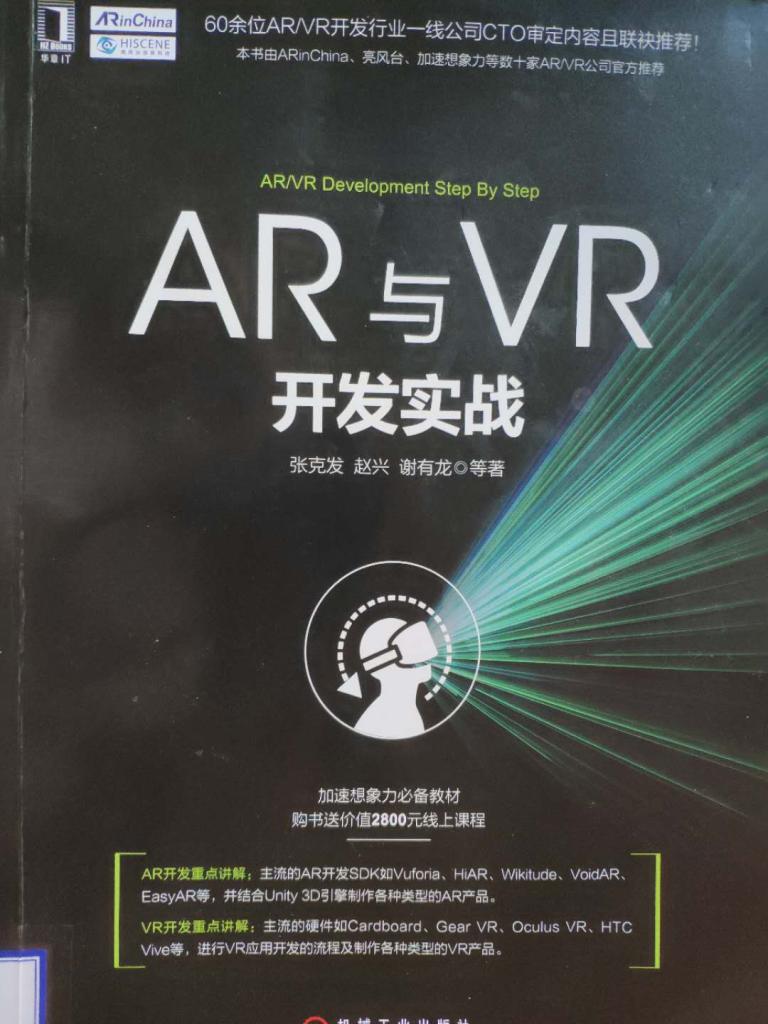 HZ Books
华章IT
ARinChina
HISCENE
60余位AR/VR开发行业一线公司CTO审定内容且联袂推荐！
本书由ARinChina、亮风台、加速想象力等数十家AR/VR公司官方推荐
AR/VR Development Step By Step
AR与VR
开发实战
张克发 赵兴 谢有龙◎等著
加速想象力必备教材
购书送价值2800元线上课程
AR开发重点讲解：主流的AR开发SDK如Vuforia、HiAR、Wikitude、VoidAR、
EasyAR等，并结合Unity 3D引擎制作各种类型的AR产品。
VR开发重点讲解：主流的硬件如Cardboard、Gear VR、Oculus VR、HTC
Vive等，进行VR应用开发的流程及制作各种类型的VR产品。
机械工业出版社